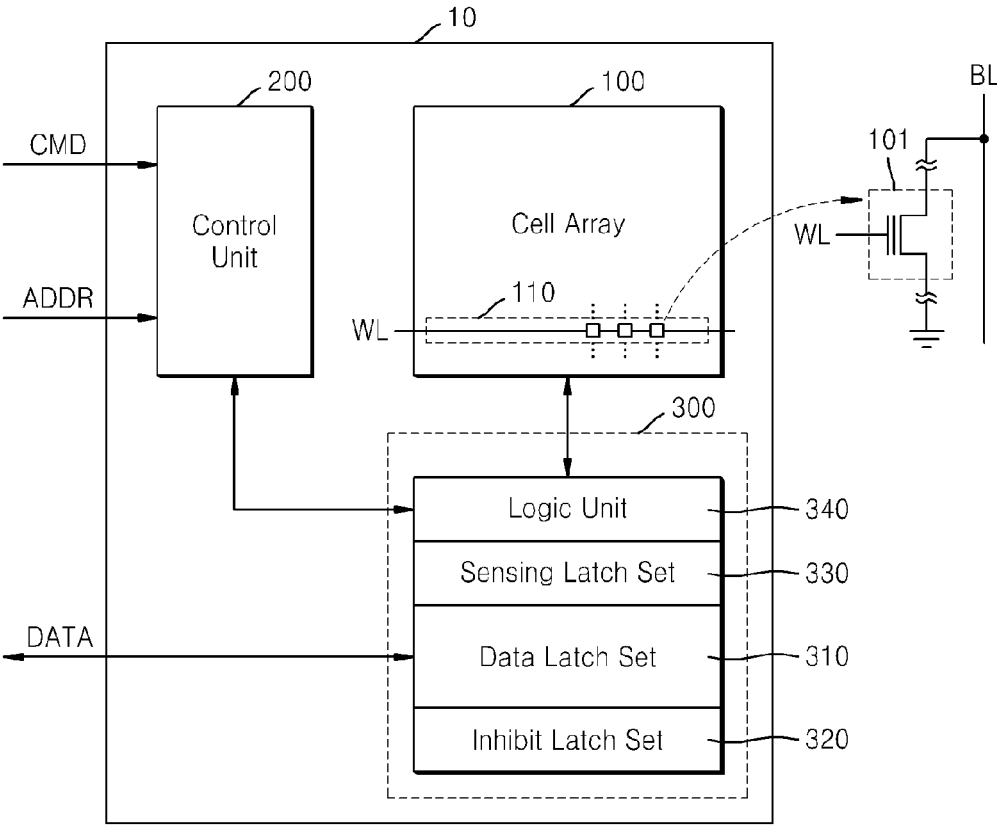 10
200
100
BL
CMD
101
Control
Unit
Cell Array
WL
ADDR
110
WL
300
Logic Unit
340
Sensing Latch Set
330
DATA
Data Latch Set
310
Inhibit Latch Set
320